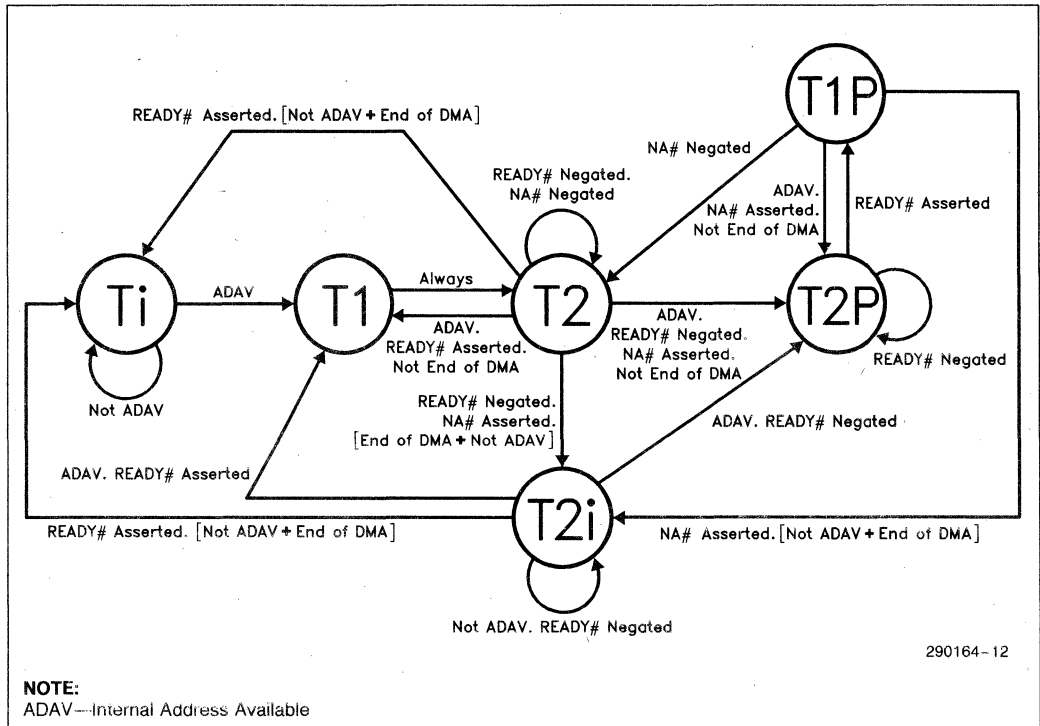 T1P
READY# Asserted. [Not ADAV + End of DMA]
NA# Negated
READY# Negated.
NA# Negated
ADAV.
NA# Asserted.
Not End of DMA
READY# Asserted
Ti
ADAV
T1
Always
T2
T2P
ADAV.
READY# Asserted.
Not End of DMA
ADAV.
READY# Negated.
NA# Asserted.
Not End of DMA
READY# Negated
Not ADAV
READY# Negated.
NA# Asserted.
[End of DMA + Not ADAV]
ADAV. READY# Negated
ADAV. READY# Asserted
T2i
READY# Asserted. [Not ADAV + End of DMA]
NA# Asserted. [Not ADAV + End of DMA]
Not ADAV. READY# Negated
290164-12
NOTE:
ADAV—Internal Address Available